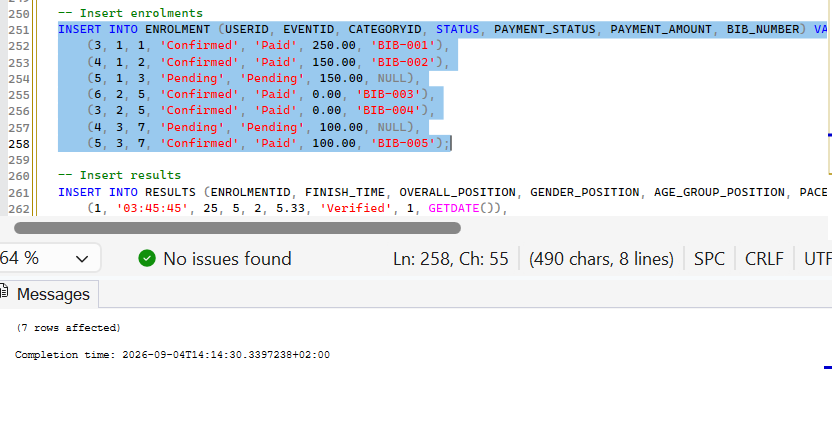 250 -- Insert enrolments
251 INSERT INTO ENROLMENT (USERID, EVENTID, CATEGORYID, STATUS, PAYMENT_STATUS, PAYMENT_AMOUNT, BIB_NUMBER) VA
252 (3, 1, 1, 'Confirmed', 'Paid', 250.00, 'BIB-001'),
253 (4, 1, 2, 'Confirmed', 'Paid', 150.00, 'BIB-002'),
254 (5, 1, 3, 'Pending', 'Pending', 150.00, NULL),
255 (6, 2, 5, 'Confirmed', 'Paid', 0.00, 'BIB-003'),
256 (3, 2, 5, 'Confirmed', 'Paid', 0.00, 'BIB-004'),
257 (4, 3, 7, 'Pending', 'Pending', 100.00, NULL),
258 (5, 3, 7, 'Confirmed', 'Paid', 100.00, 'BIB-005');
259
260 -- Insert results
261 INSERT INTO RESULTS (ENROLMENTID, FINISH_TIME, OVERALL_POSITION, GENDER_POSITION, AGE_GROUP_POSITION, PACE
262 (1, '03:45:45', 25, 5, 2, 5.33, 'Verified', 1, GETDATE()),
64 % No issues found Ln: 258, Ch: 55 (490 chars, 8 lines) SPC CRLF UTF
Messages
(7 rows affected)
Completion time: 2026-09-04T14:14:30.3397238+02:00